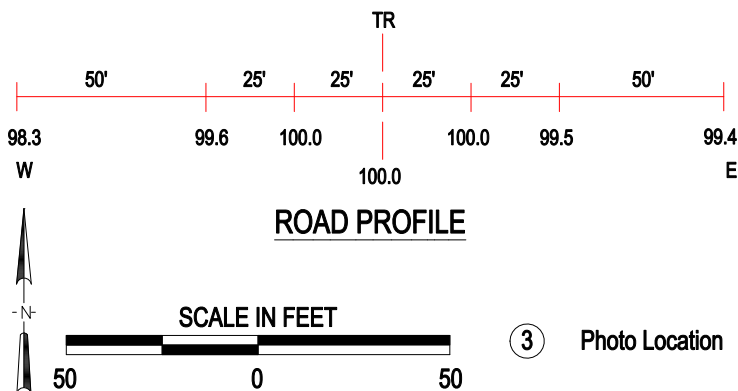 TR
50' 25' 25' 25' 25' 50'
98.3 99.6 100.0 100.0 99.5 99.4
W 100.0 E
ROAD PROFILE
-N-
SCALE IN FEET
3 Photo Location
50 0 50